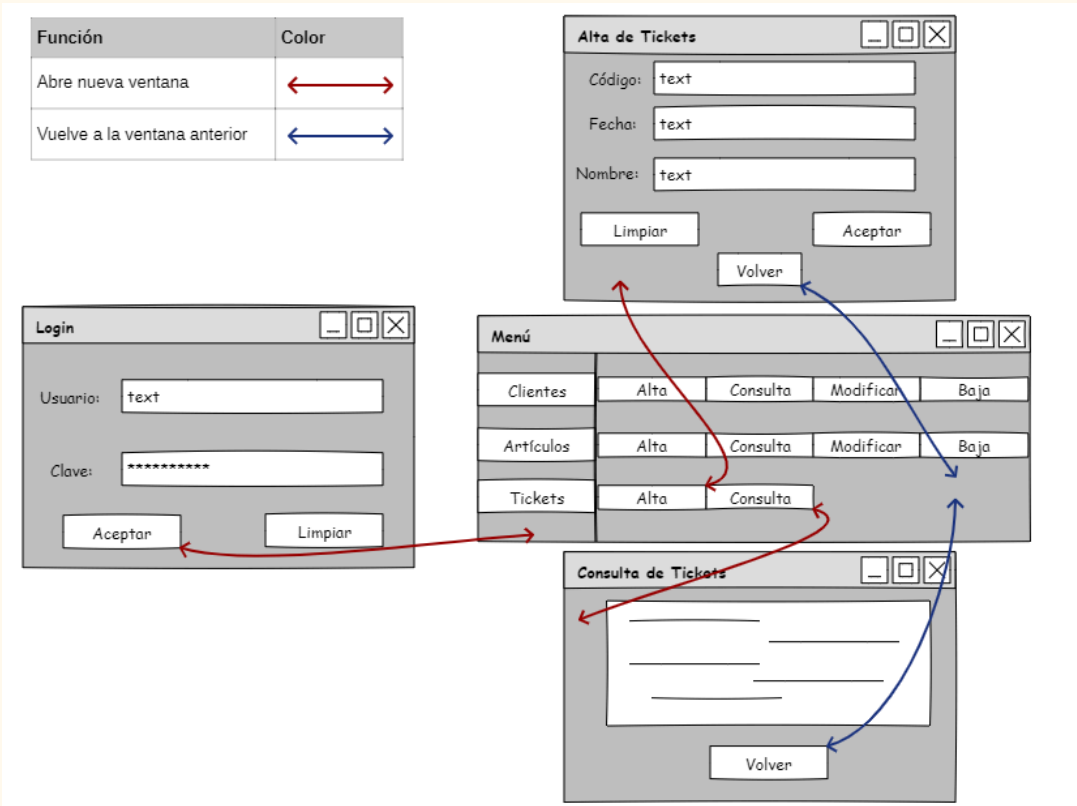 Función Color
Abre nueva ventana
Vuelve a la ventana anterior
Alta de Tickets
Código: text
Fecha: text
Nombre: text
Limpiar Aceptar
Volver
Login
Usuario: text
Clave: **********
Aceptar Limpiar
Menú
Clientes Alta Consulta Modificar Baja
Artículos Alta Consulta Modificar Baja
Tickets Alta Consulta
Consulta de Tickets
Volver